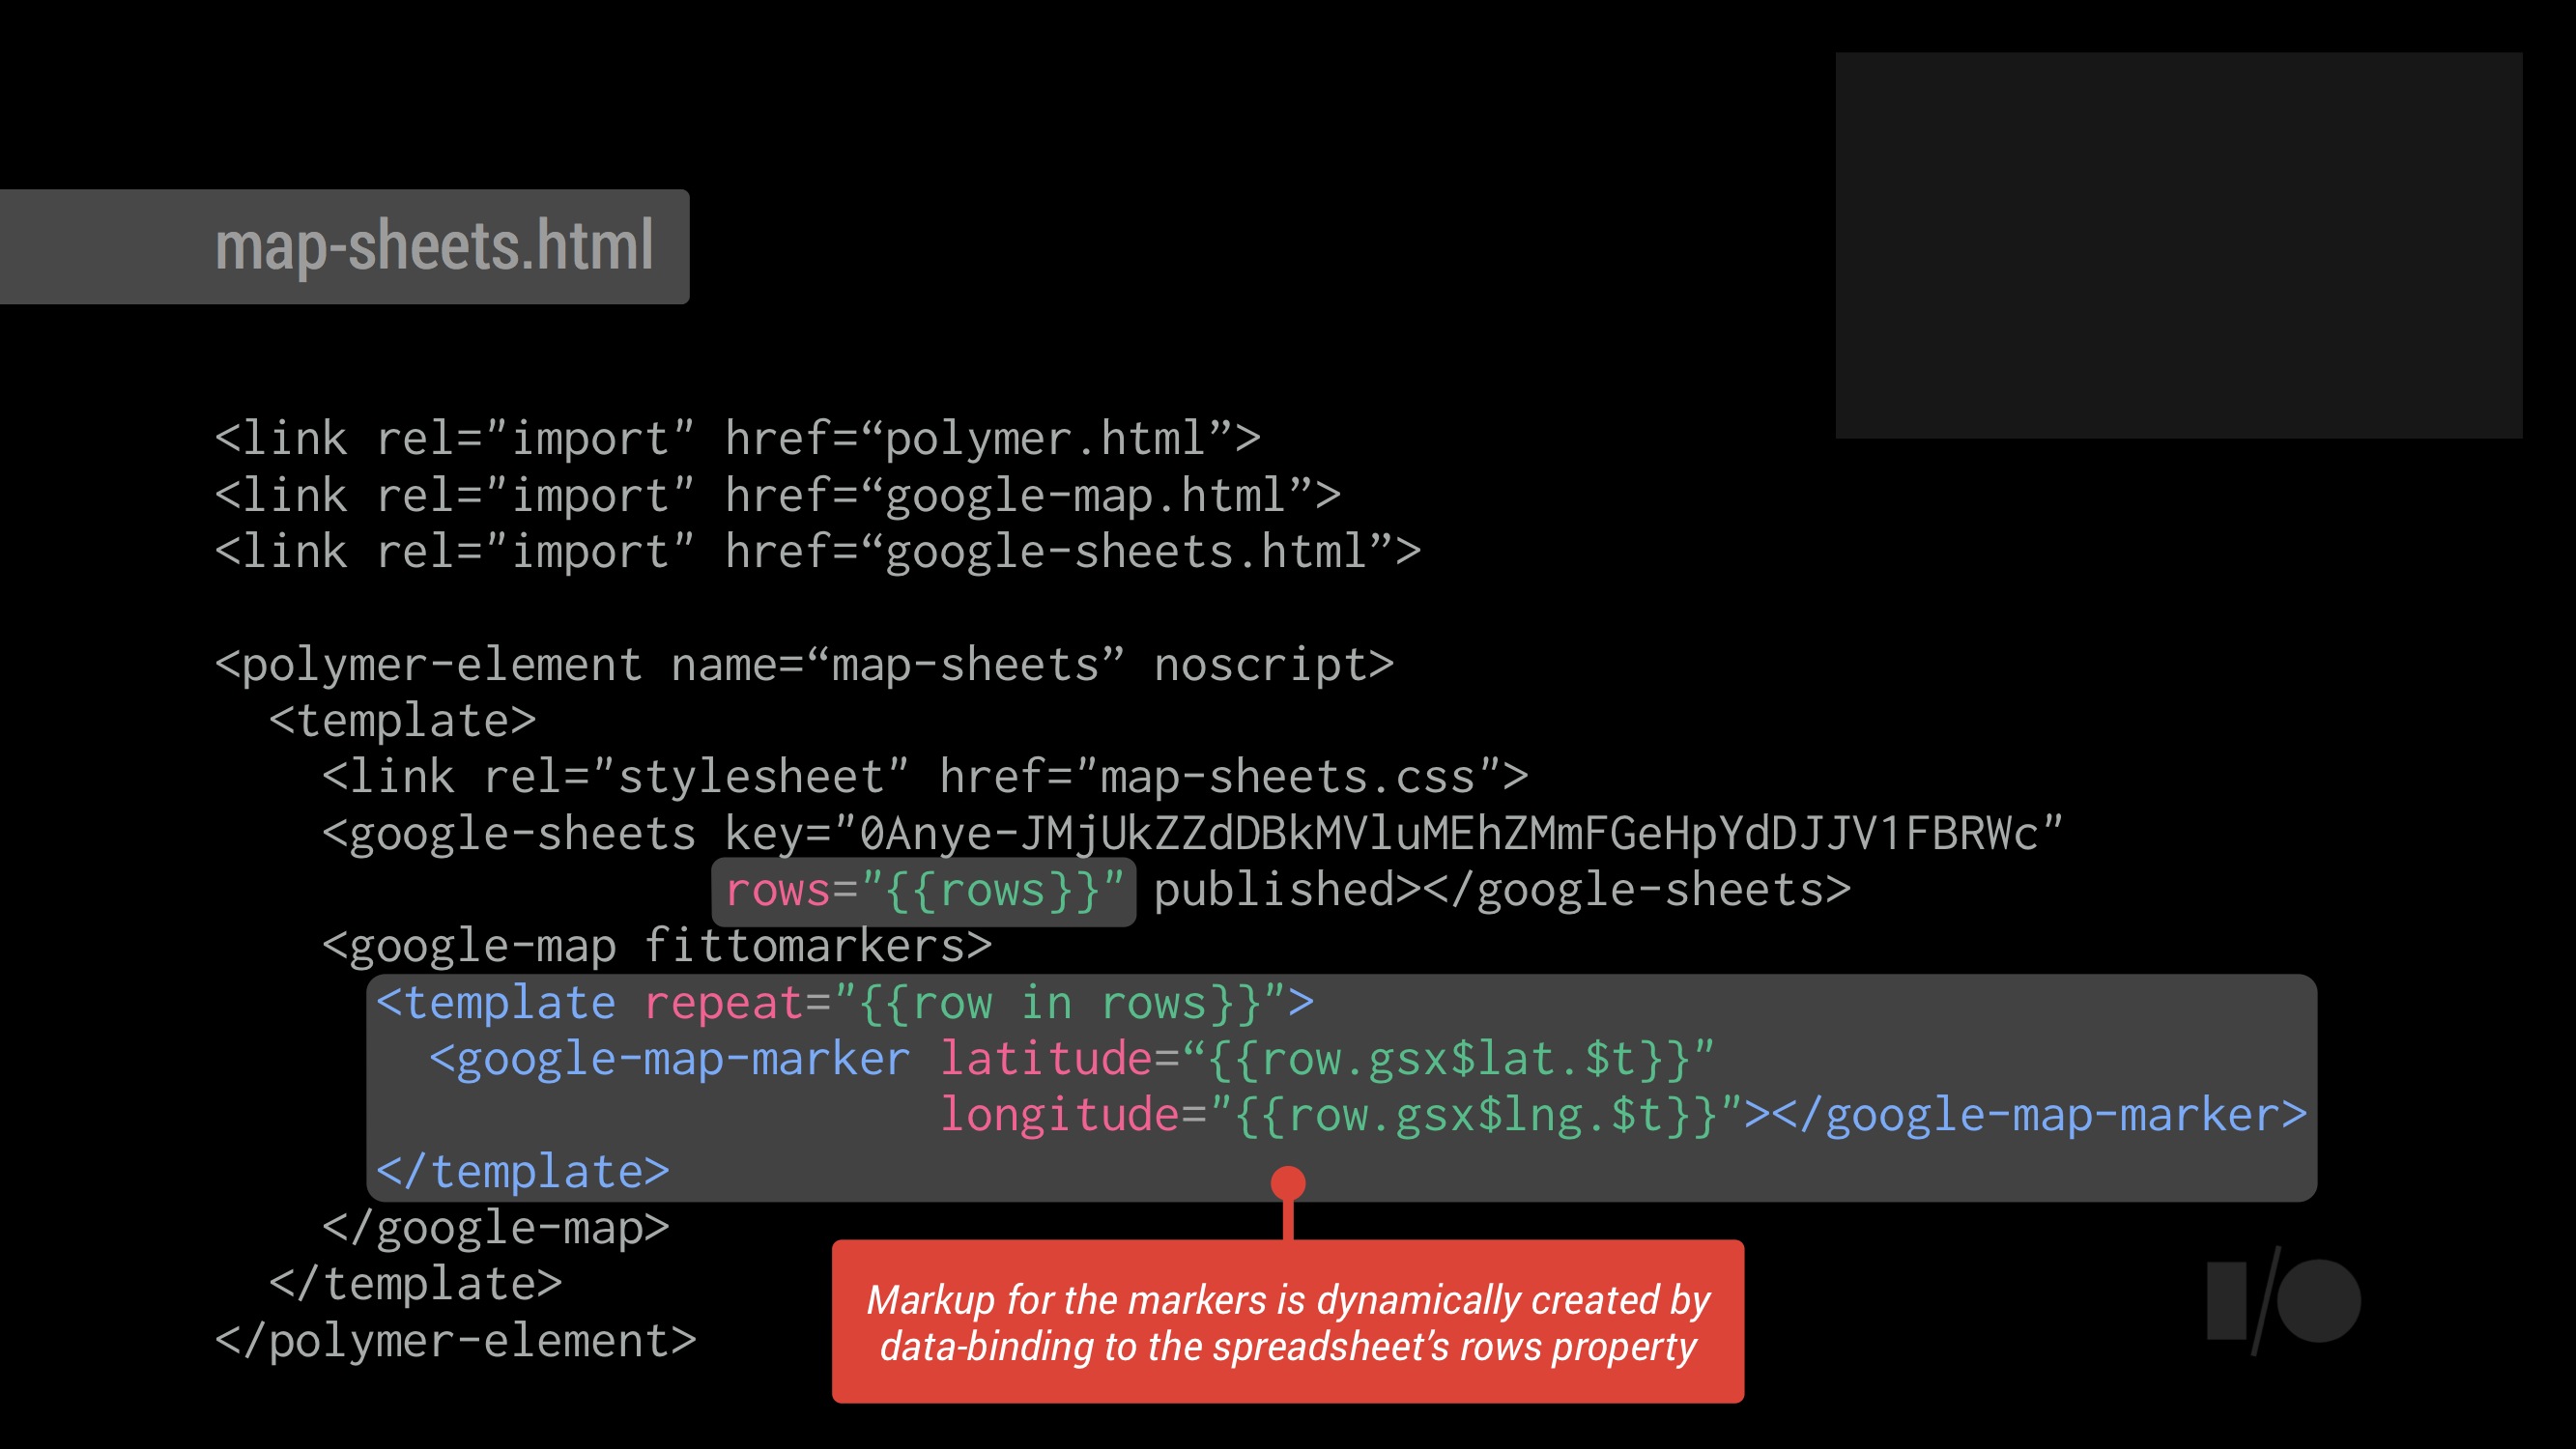 map-sheets.html
<link rel="import" href=“polymer.html”>
<link rel="import" href=“google-map.html”>
<link rel="import" href=“google-sheets.html”>
<polymer-element name=“map-sheets” noscript>
<template>
<link rel="stylesheet" href="map-sheets.css">
<google-sheets key="0Anye-JMjUkZZdDBkMVluMEhZMmFGeHpYdDJJV1FBRWc"
rows="{{rows}}" published></google-sheets>
<google-map fittomarkers>
<template repeat="{{row in rows}}">
<google-map-marker latitude=“{{row.gsx$lat.$t}}"
longitude="{{row.gsx$lng.$t}}"></google-map-marker>
</template>
</google-map>
</template>
</polymer-element>
Markup for the markers is dynamically created by
data-binding to the spreadsheet’s rows property
I/O